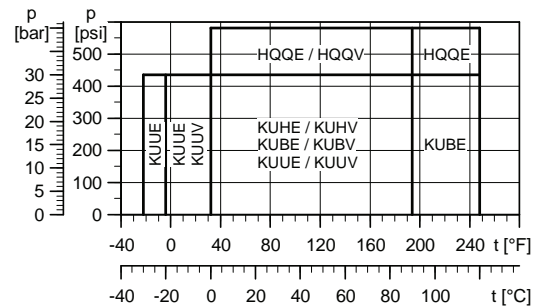 p p
[bar] [psi]
500
HQQE / HQQV HQQE
30 400
25
300
20
KUUE KUUE KUUV
KUHE / KUHV
KUBE / KUBV KUBE
KUUE / KUUV
15 200
10
100
5
0 0
-40 0 40 80 120 160 200 240 t [°F]
-40 -20 0 20 40 60 80 100 t [°C]